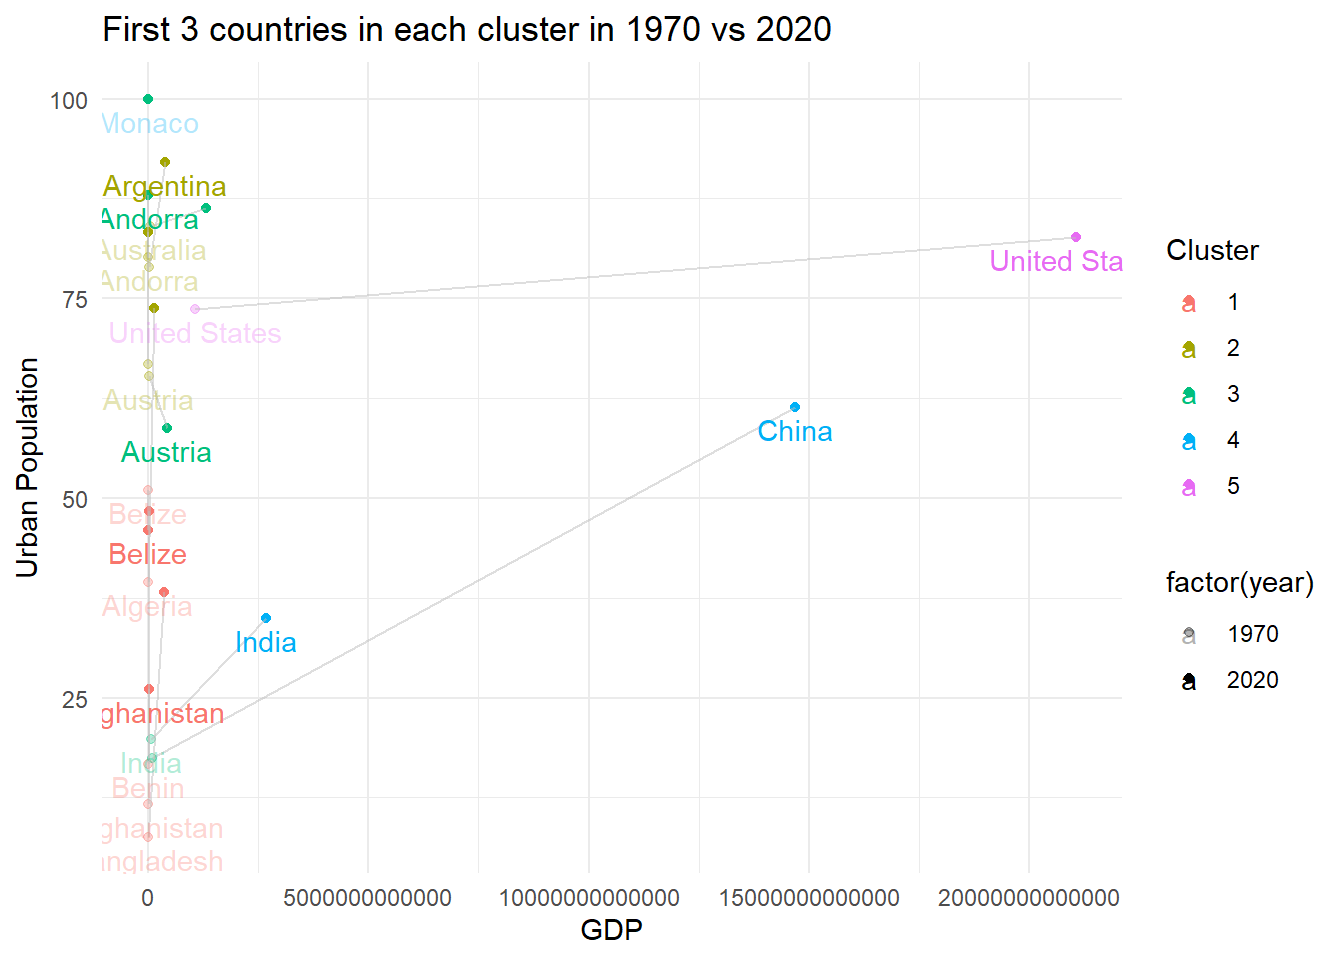 First 3 countries in each cluster in 1970 vs 2020
Urban Population
100
75
50
25
Monaco
Argentina
Andorra
Australia
Andorra
United Sta
United States
Austria
China
Austria
Belize
Belize
Algeria
India
ghanistan
India
Benin
ghanistan
angladesh
0
5000000000000
10000000000000
15000000000000
20000000000000
GDP
Cluster
a 1
a 2
a 3
a 4
a 5
factor(year)
a 1970
a 2020